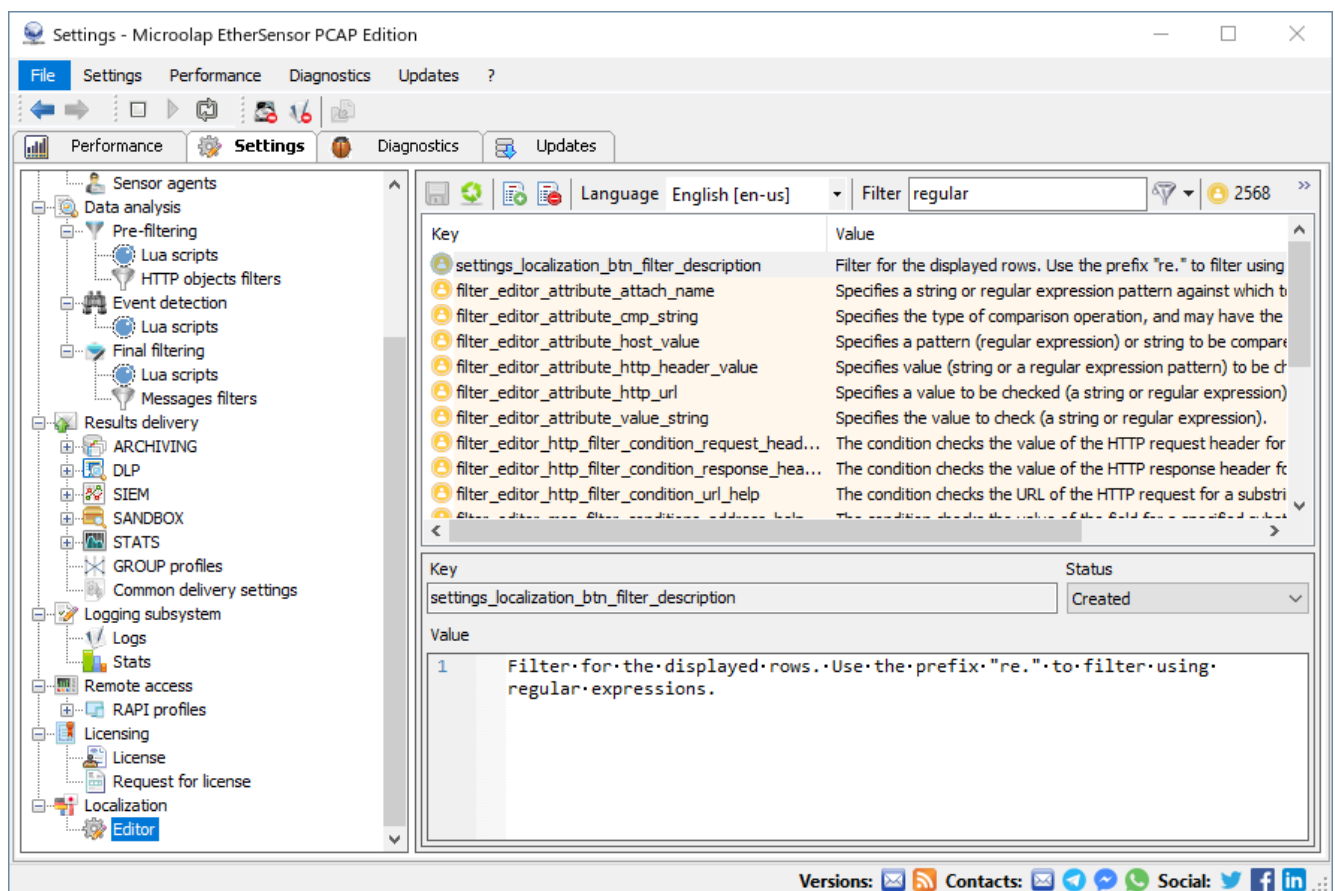 Settings - Microolap EtherSensor PCAP Edition
File Settings Performance Diagnostics Updates ?
Performance Settings Diagnostics Updates
Sensor agents
Data analysis
Pre-filtering
Lua scripts
HTTP objects filters
Event detection
Lua scripts
Final filtering
Lua scripts
Messages filters
Results delivery
ARCHIVING
DLP
SIEM
SANDBOX
STATS
GROUP profiles
Common delivery settings
Logging subsystem
Logs
Stats
Remote access
RAPI profiles
Licensing
License
Request for license
Localization
Editor
Language English [en-us] Filter regular 2568 »
Key Value
settings_localization_btn_filter_description Filter for the displayed rows. Use the prefix "re." to filter using
filter_editor_attribute_attach_name Specifies a string or regular expression pattern against which t
filter_editor_attribute_cmp_string Specifies the type of comparison operation, and may have the
filter_editor_attribute_host_value Specifies a pattern (regular expression) or string to be compare
filter_editor_attribute_http_header_value Specifies value (string or a regular expression pattern) to be ch
filter_editor_attribute_http_url Specifies a value to be checked (a string or regular expression)
filter_editor_attribute_value_string Specifies the value to check (a string or regular expression).
filter_editor_http_filter_condition_request_head... The condition checks the value of the HTTP request header for
filter_editor_http_filter_condition_response_hea... The condition checks the value of the HTTP response header fo
filter_editor_http_filter_condition_url_help The condition checks the URL of the HTTP request for a substri
Key Status
settings_localization_btn_filter_description Created
Value
1 Filter·for·the·displayed·rows.·Use·the·prefix·"re."·to·filter·using·
regular·expressions.
Versions: Contacts: Social: